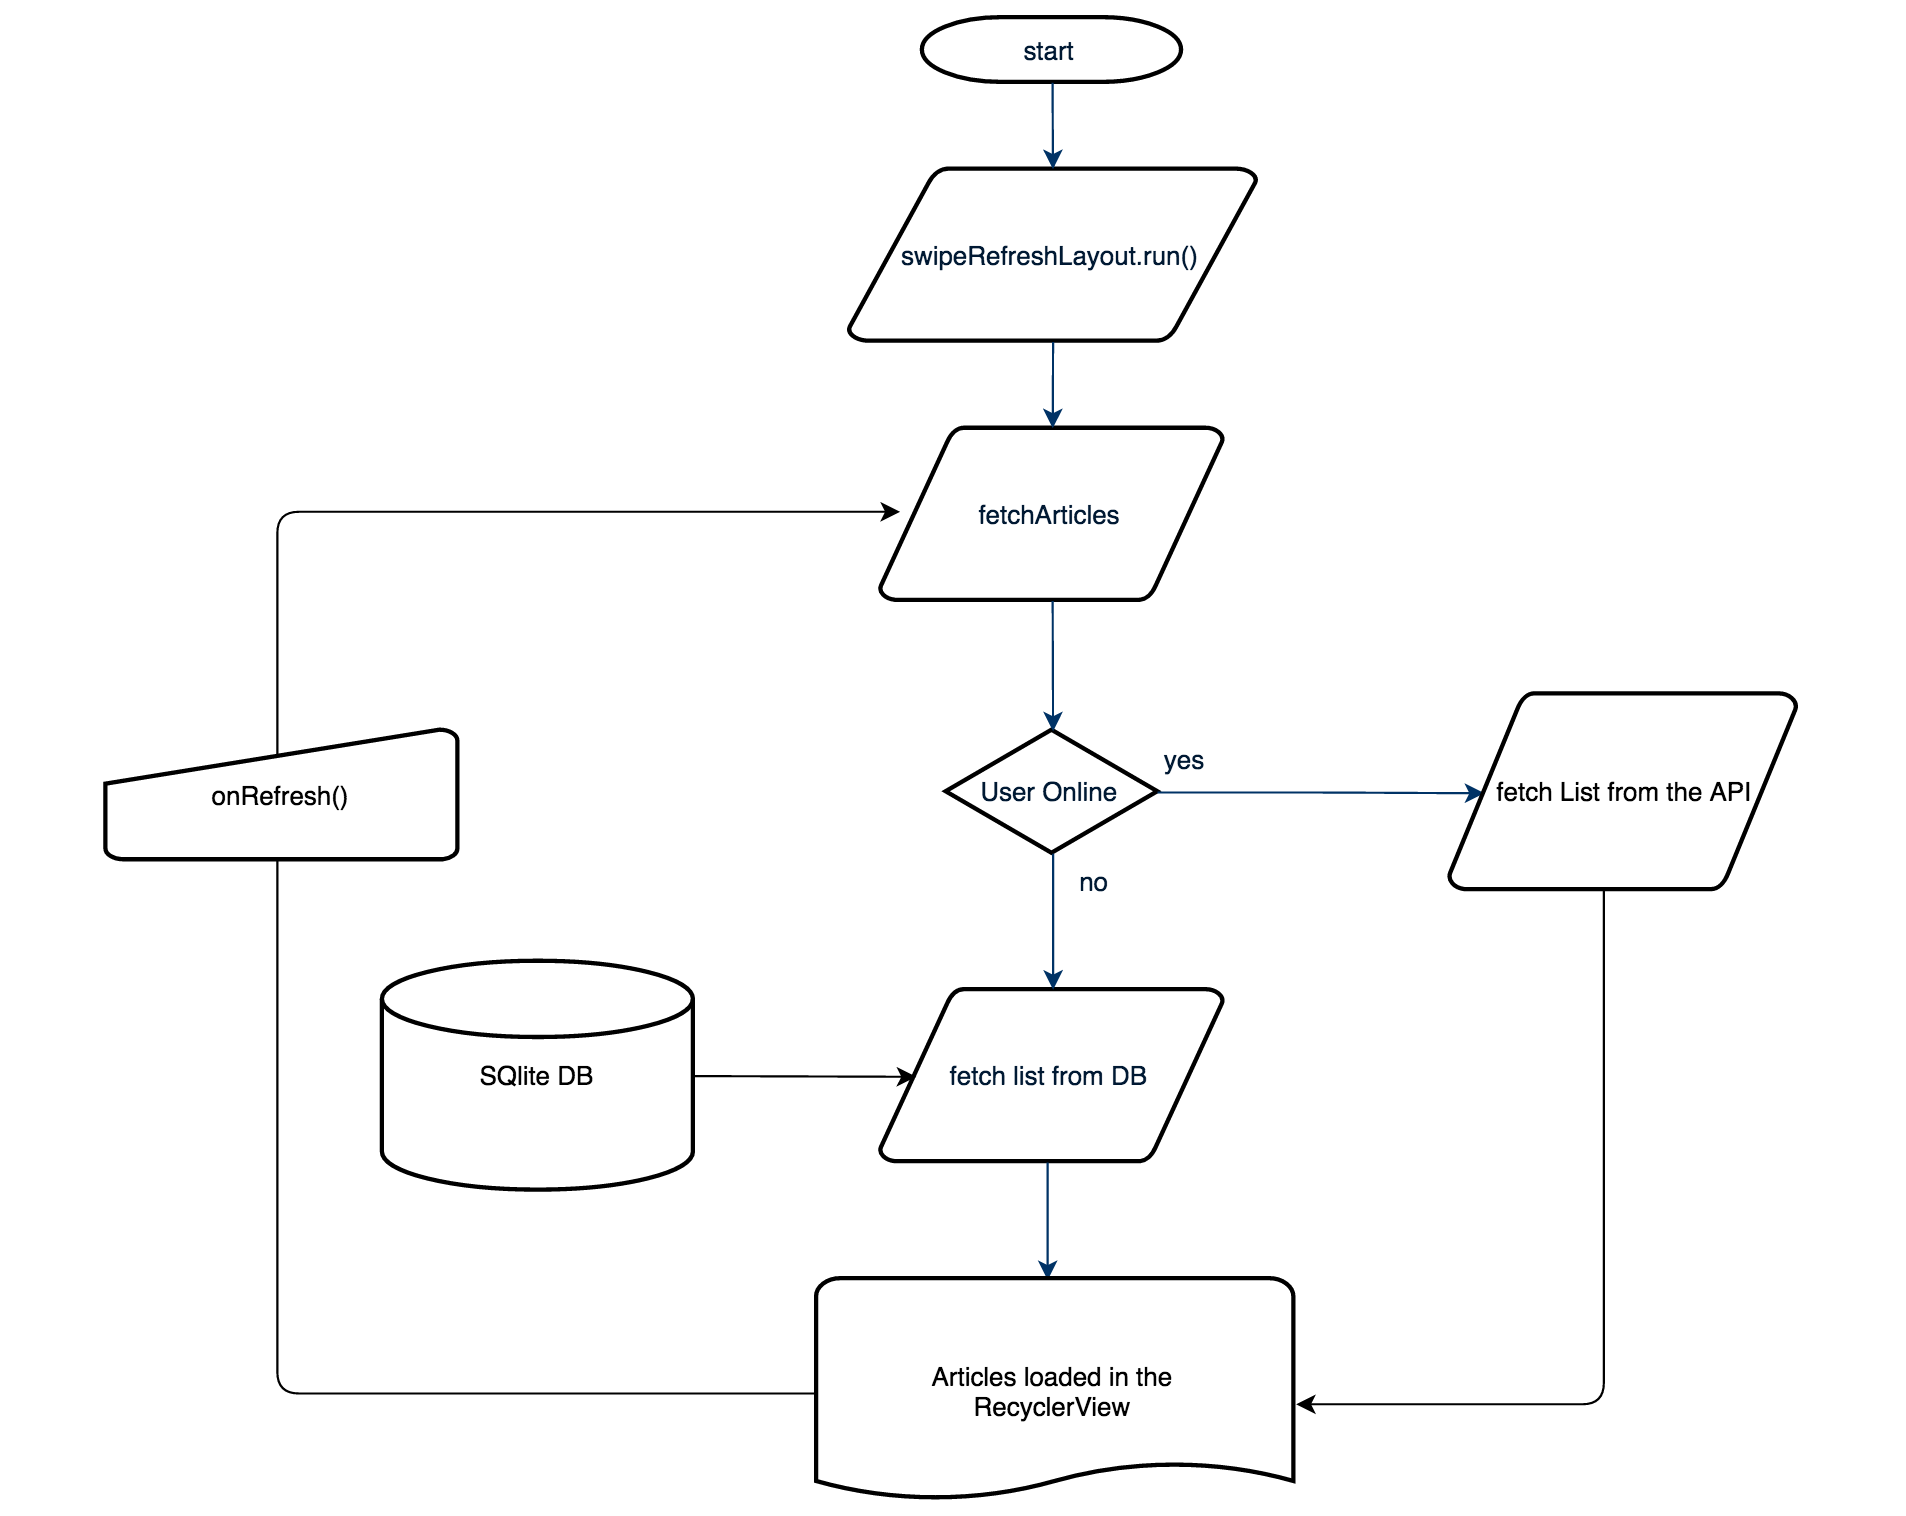 start
swipeRefreshLayout.run()
fetchArticles
onRefresh()
User Online
yes
fetch List from the API
no
SQlite DB
fetch list from DB
Articles loaded in the
RecyclerView